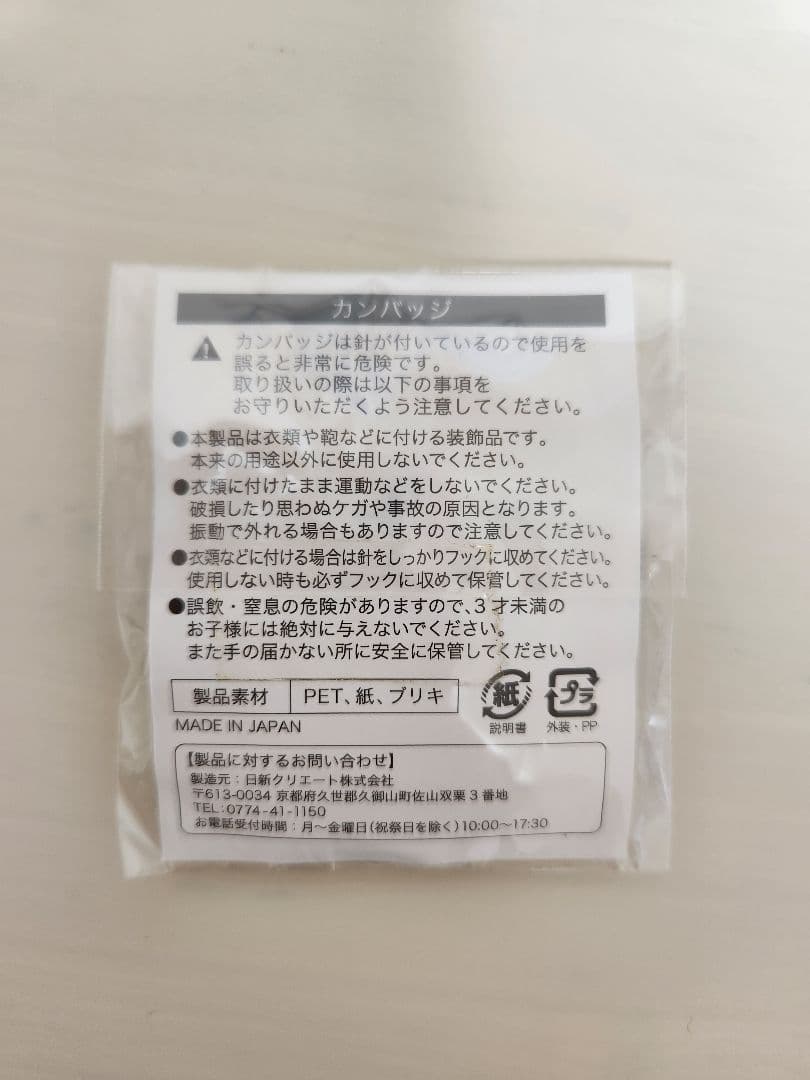 カンバッジ
カンバッジは針が付いているので使用を
誤ると非常に危険です。
取り扱いの際は以下の事項を
お守りいただくよう注意してください。
●本製品は衣類や鞄などに付ける装飾品です。
本来の用途以外に使用しないでください。
●衣類に付けたまま運動などをしないでください。
破損したり思わぬケガや事故の原因となります。
振動で外れる場合もありますので注意してください。
●衣類などに付ける場合は針をしっかりフックに収めてください。
使用しない時も必ずフックに収めて保管してください。
●誤飲・窒息の危険がありますので、3才未満の
お子様には絶対に与えないでください。
また手の届かない所に安全に保管してください。
製品素材 PET、紙、ブリキ
紙 プラ
説明書 外装・PP
MADE IN JAPAN
【製品に対するお問い合わせ】
製造元：日新クリエート株式会社
〒613-0034 京都府久世郡久御山町佐山双栗3番地
TEL:0774-41-1150
お電話受付時間：月～金曜日(祝祭日を除く)10:00～17:30